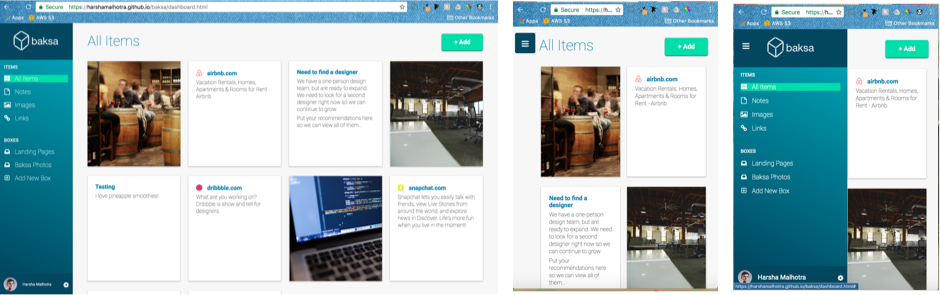 Secure https://harshamalhotra.github.io/baksa/dashboard.html
Apps AWS S3 Other Bookmarks
baksa
ITEMS
All Items
Notes
Images
Links
BOXES
Landing Pages
Baksa Photos
Add New Box
Harsha Malhotra
All Items
+ Add
airbnb.com
Vacation Rentals, Homes,
Apartments & Rooms for
Rent - Airbnb
Need to find a designer
We have a one-person design
team, but are ready to expand.
We need to look for a second
designer right now so we can
continue to grow.
Put your recommendations here
so we can view all of them...
Testing
I love pineapple smoothies!
dribbble.com
What are you working on?
Dribbble is show and tell for
designers.
snapchat.com
Snapchat lets you easily talk with
friends, view Live Stories from
around the world, and explore
news in Discover. Life's more fun
when you live in the moment!
Secure https://h...
Apps AWS S3 Other Bookmarks
All Items
+ Add
airbnb.com
Vacation Rentals, Homes,
Apartments & Rooms for
Rent - Airbnb
Need to find a
designer
We have a one-person
design team, but are
ready to expand. We need
to look for a second
designer right now so we
can continue to grow.
Put your
recommendations here
so we can view all of
them...
Secure https://h...
Apps AWS S3 Other Bookmarks
baksa
+ Add
ITEMS
All Items
Notes
Images
Links
BOXES
Landing Pages
Baksa Photos
Add New Box
airbnb.com
Vacation Rentals, Homes,
Apartments & Rooms for
Rent - Airbnb
Harsha Malhotra
https://harshamalhotra.github.io/baksa/dashboard.html#